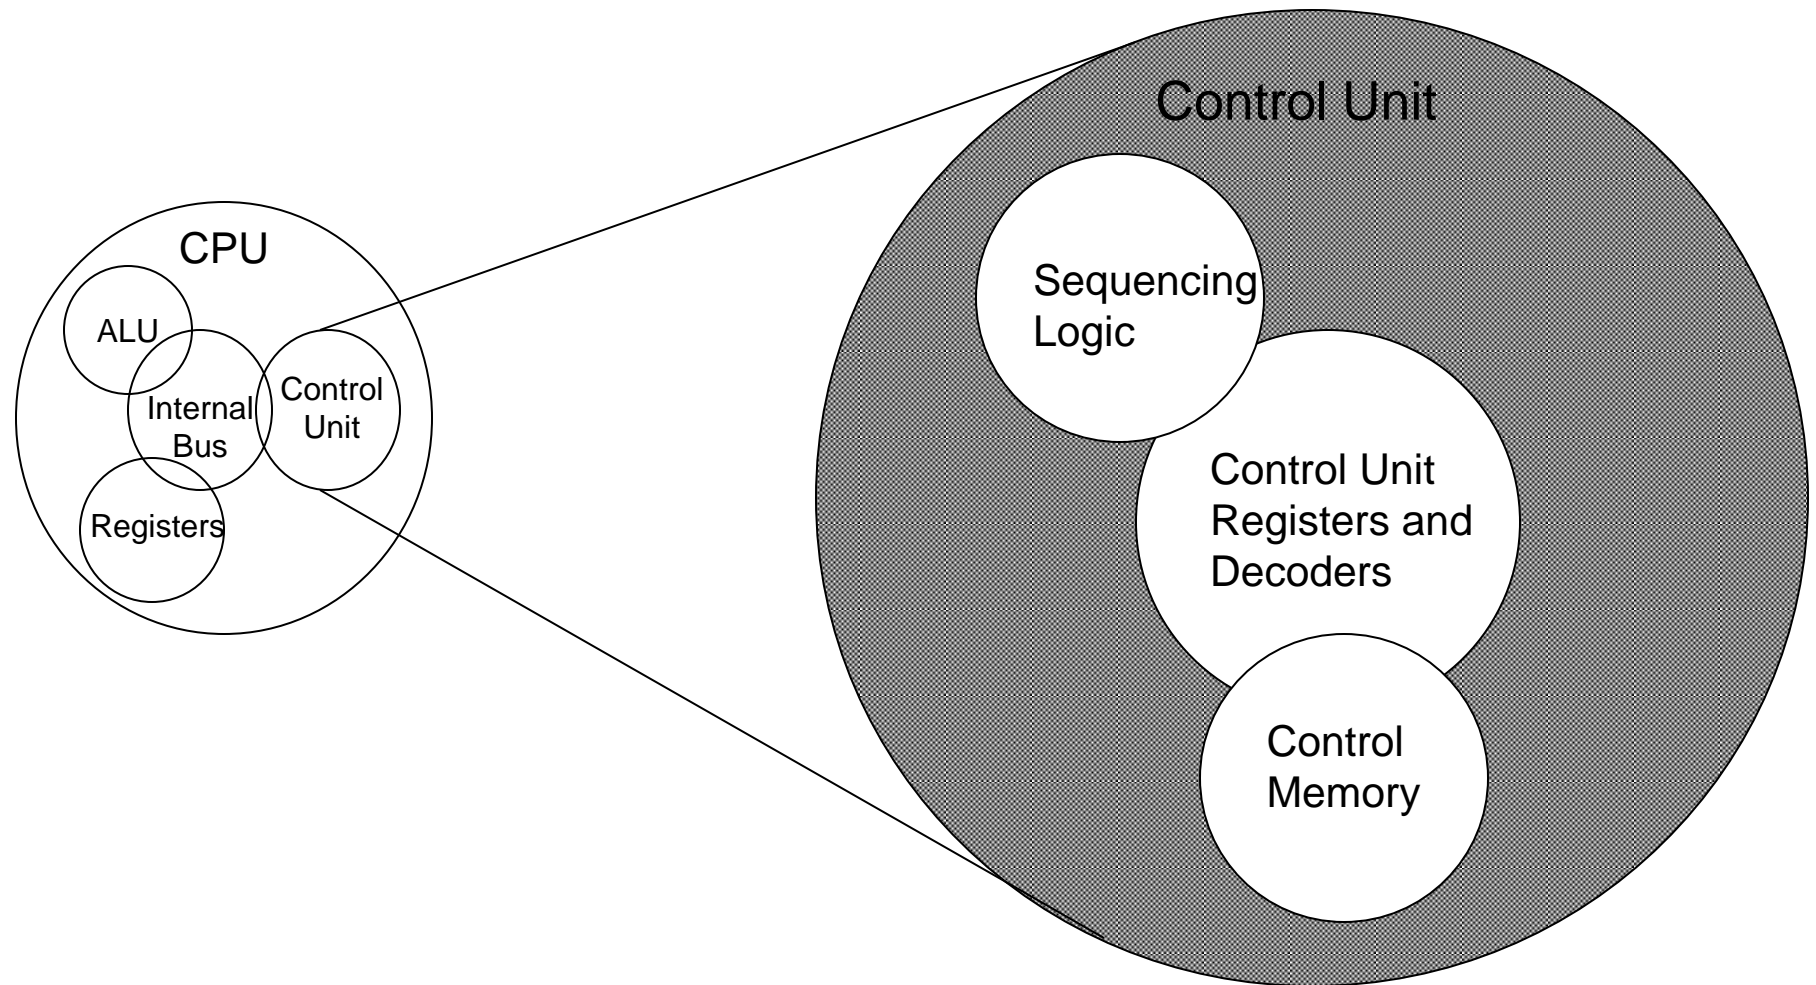 CPU
ALU
Internal
Bus
Control
Unit
Registers
Control Unit
Sequencing
Logic
Control Unit
Registers and
Decoders
Control
Memory